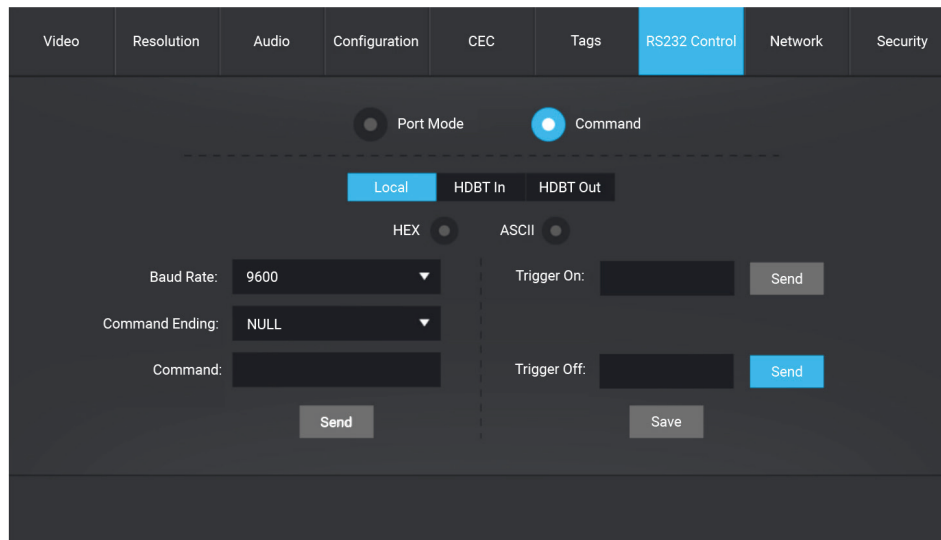 Video Resolution Audio Configuration CEC Tags RS232 Control Network Security
Port Mode Command
Local HDBT In HDBT Out
HEX ASCII
Baud Rate: 9600 Trigger On: Send
Command Ending: NULL
Command: Trigger Off: Send
Send Save